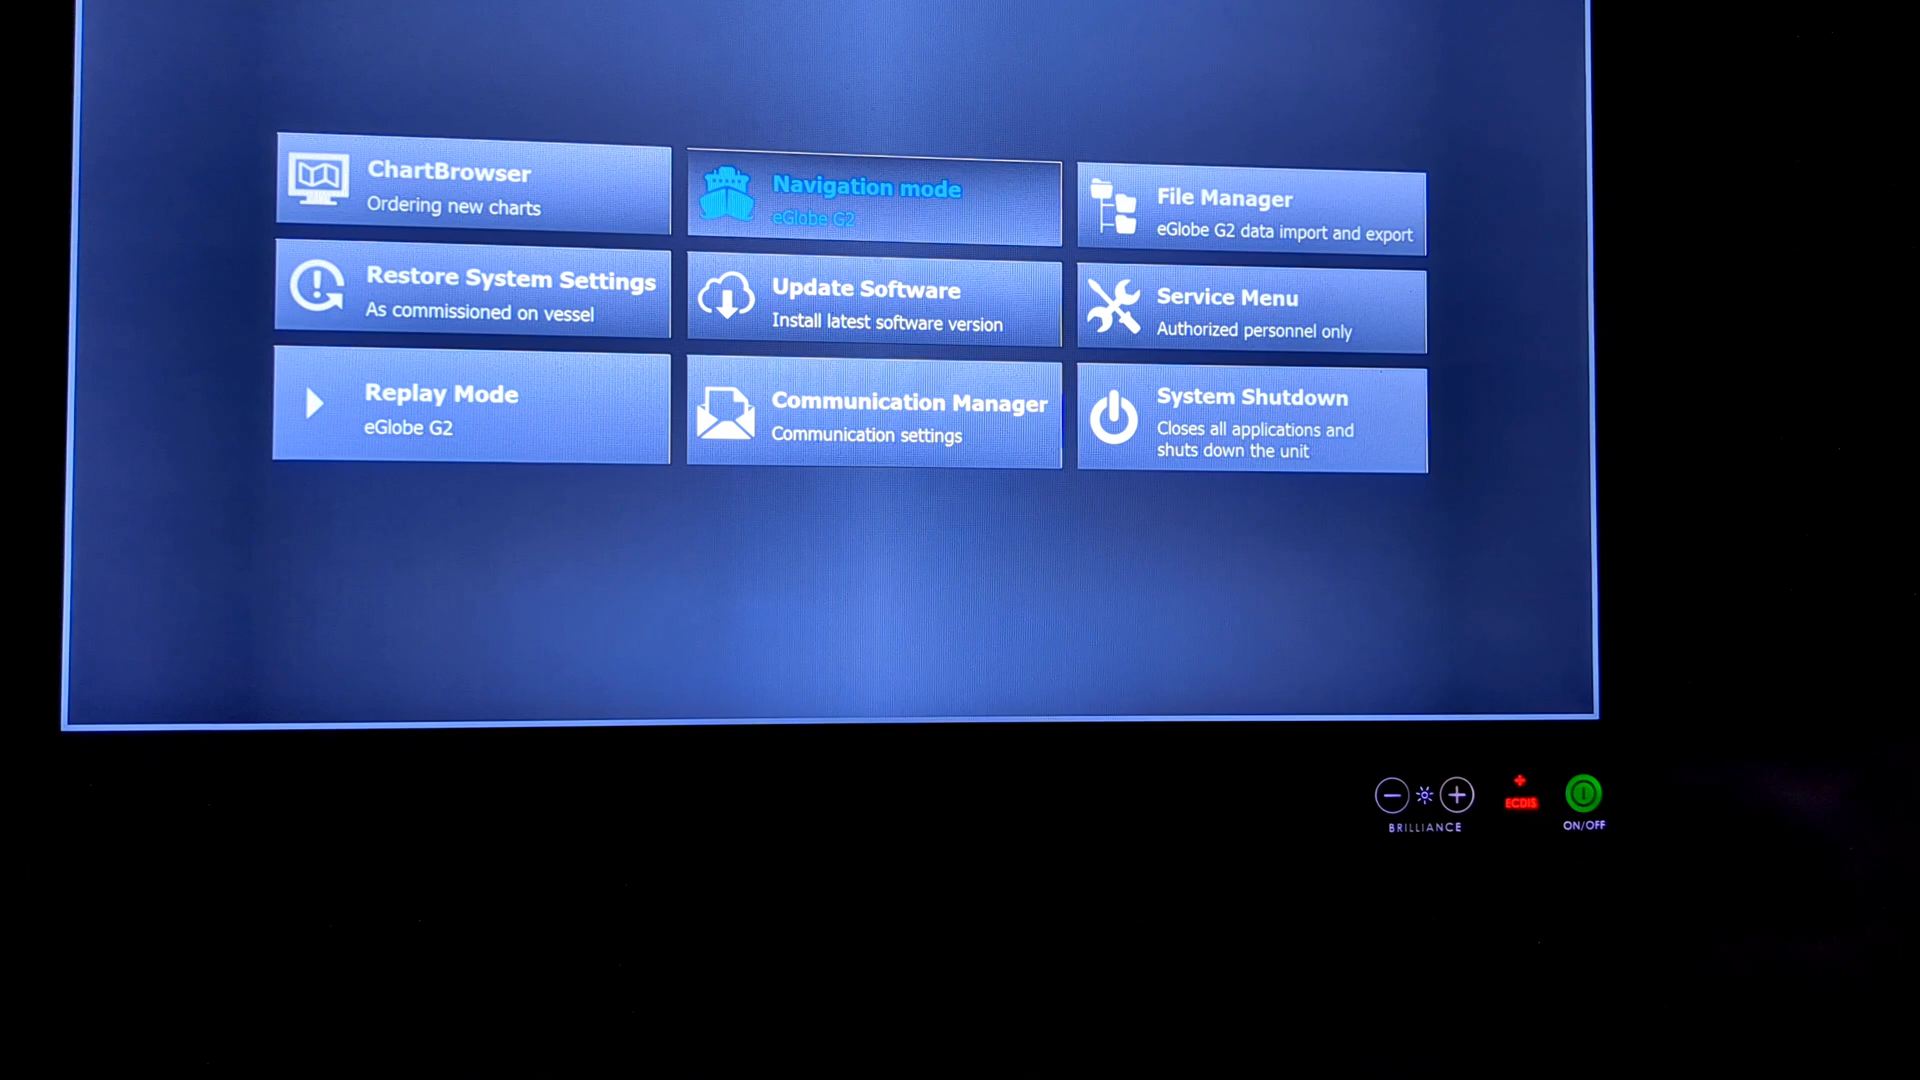 ChartBrowser
Ordering new charts
Navigation mode
eGlobe G2
File Manager
eGlobe G2 data import and export
Restore System Settings
As commissioned on vessel
Update Software
Install latest software version
Service Menu
Authorized personnel only
Replay Mode
eGlobe G2
Communication Manager
Communication settings
System Shutdown
Closes all applications and
shuts down the unit
BRILLIANCE
ECDIS
ON/OFF